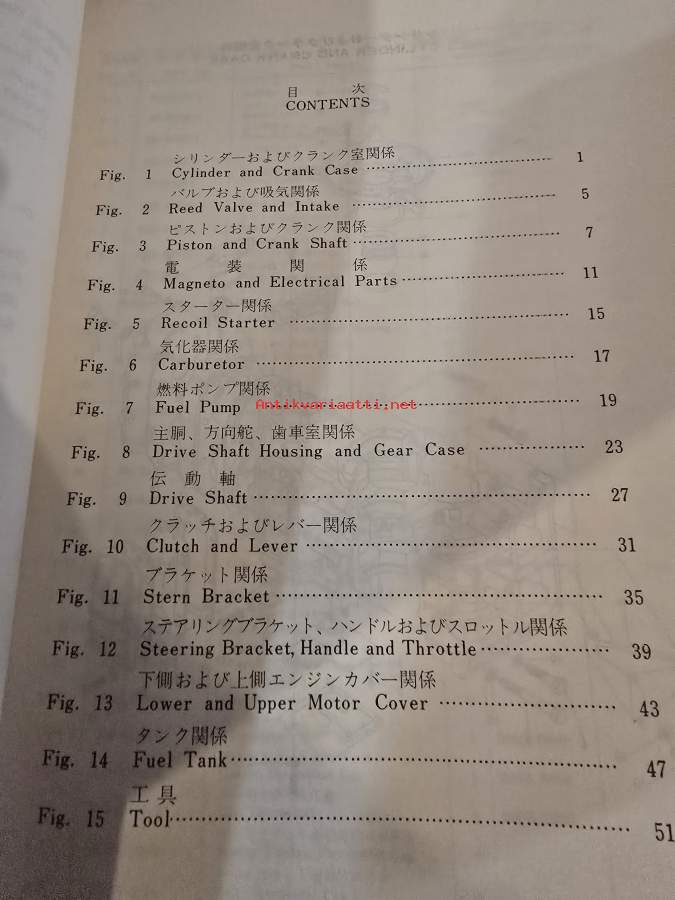 目 次
CONTENTS
シリンダーおよびクランク室関係
Fig. 1 Cylinder and Crank Case 1
バルブおよび吸気関係
Fig. 2 Reed Valve and Intake 5
ピストンおよびクランク関係
Fig. 3 Piston and Crank Shaft 7
電装関係
Fig. 4 Magneto and Electrical Parts 11
スターター関係
Fig. 5 Recoil Starter 15
気化器関係
Fig. 6 Carburetor 17
燃料ポンプ関係
Fig. 7 Fuel Pump 19
Antikvariaatti.net
主胴、方向舵、歯車室関係
Fig. 8 Drive Shaft Housing and Gear Case 23
伝動軸
Fig. 9 Drive Shaft 27
クラッチおよびレバー関係
Fig. 10 Clutch and Lever 31
ブラケット関係
Fig. 11 Stern Bracket 35
ステアリングブラケット、ハンドルおよびスロットル関係
Fig. 12 Steering Bracket, Handle and Throttle 39
下側および上側エンジンカバー関係
Fig. 13 Lower and Upper Motor Cover 43
タンク関係
Fig. 14 Fuel Tank 47
工具
Fig. 15 Tool 51